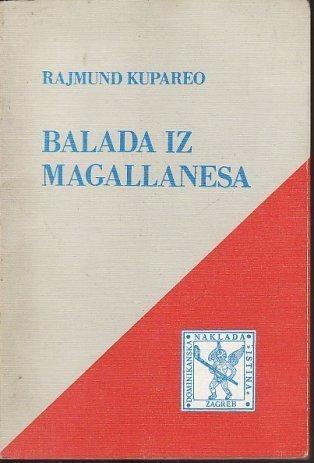 RAJMUND KUPAREO
BALADA IZ
MAGALLANESA
DOMINIKANSKA
NAKLADA
"ISTINA"
ZAGREB